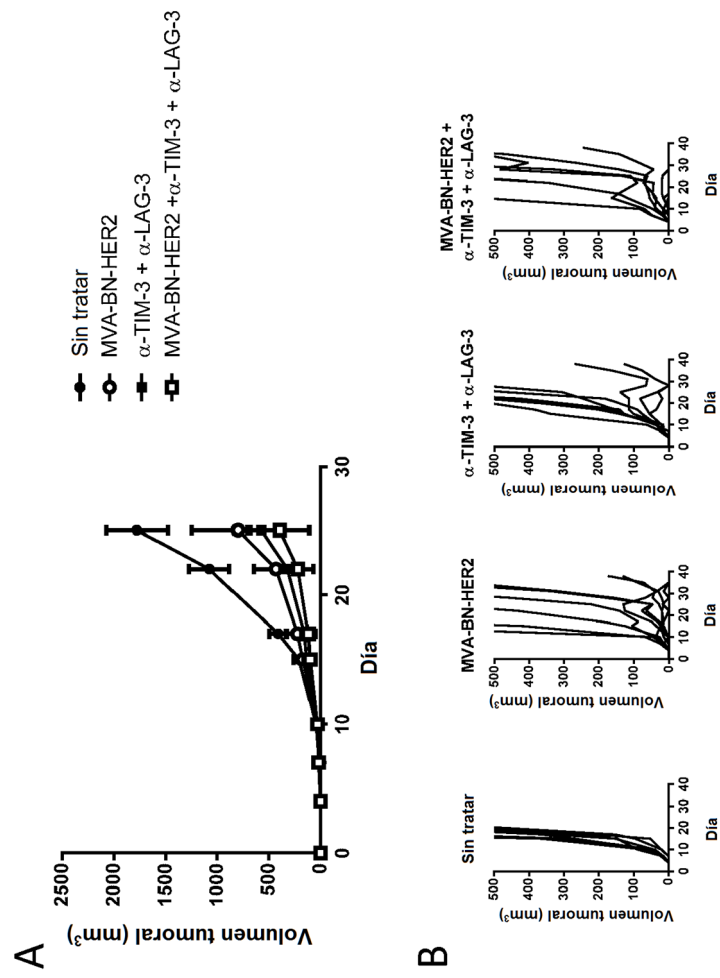 A
Volumen tumoral (mm³)
2500
2000
1500
1000
500
0
0
10
20
30
Día
Sin tratar
MVA-BN-HER2
α-TIM-3 + α-LAG-3
MVA-BN-HER2 +α-TIM-3 + α-LAG-3
B
Sin tratar
Volumen tumoral (mm³)
500
400
300
200
100
0
0 10 20 30 40
Día
MVA-BN-HER2
Volumen tumoral (mm³)
500
400
300
200
100
0
0 10 20 30 40
Día
α-TIM-3 + α-LAG-3
Volumen tumoral (mm³)
500
400
300
200
100
0
0 10 20 30 40
Día
MVA-BN-HER2 +
α-TIM-3 + α-LAG-3
Volumen tumoral (mm³)
500
400
300
200
100
0
0 10 20 30 40
Día